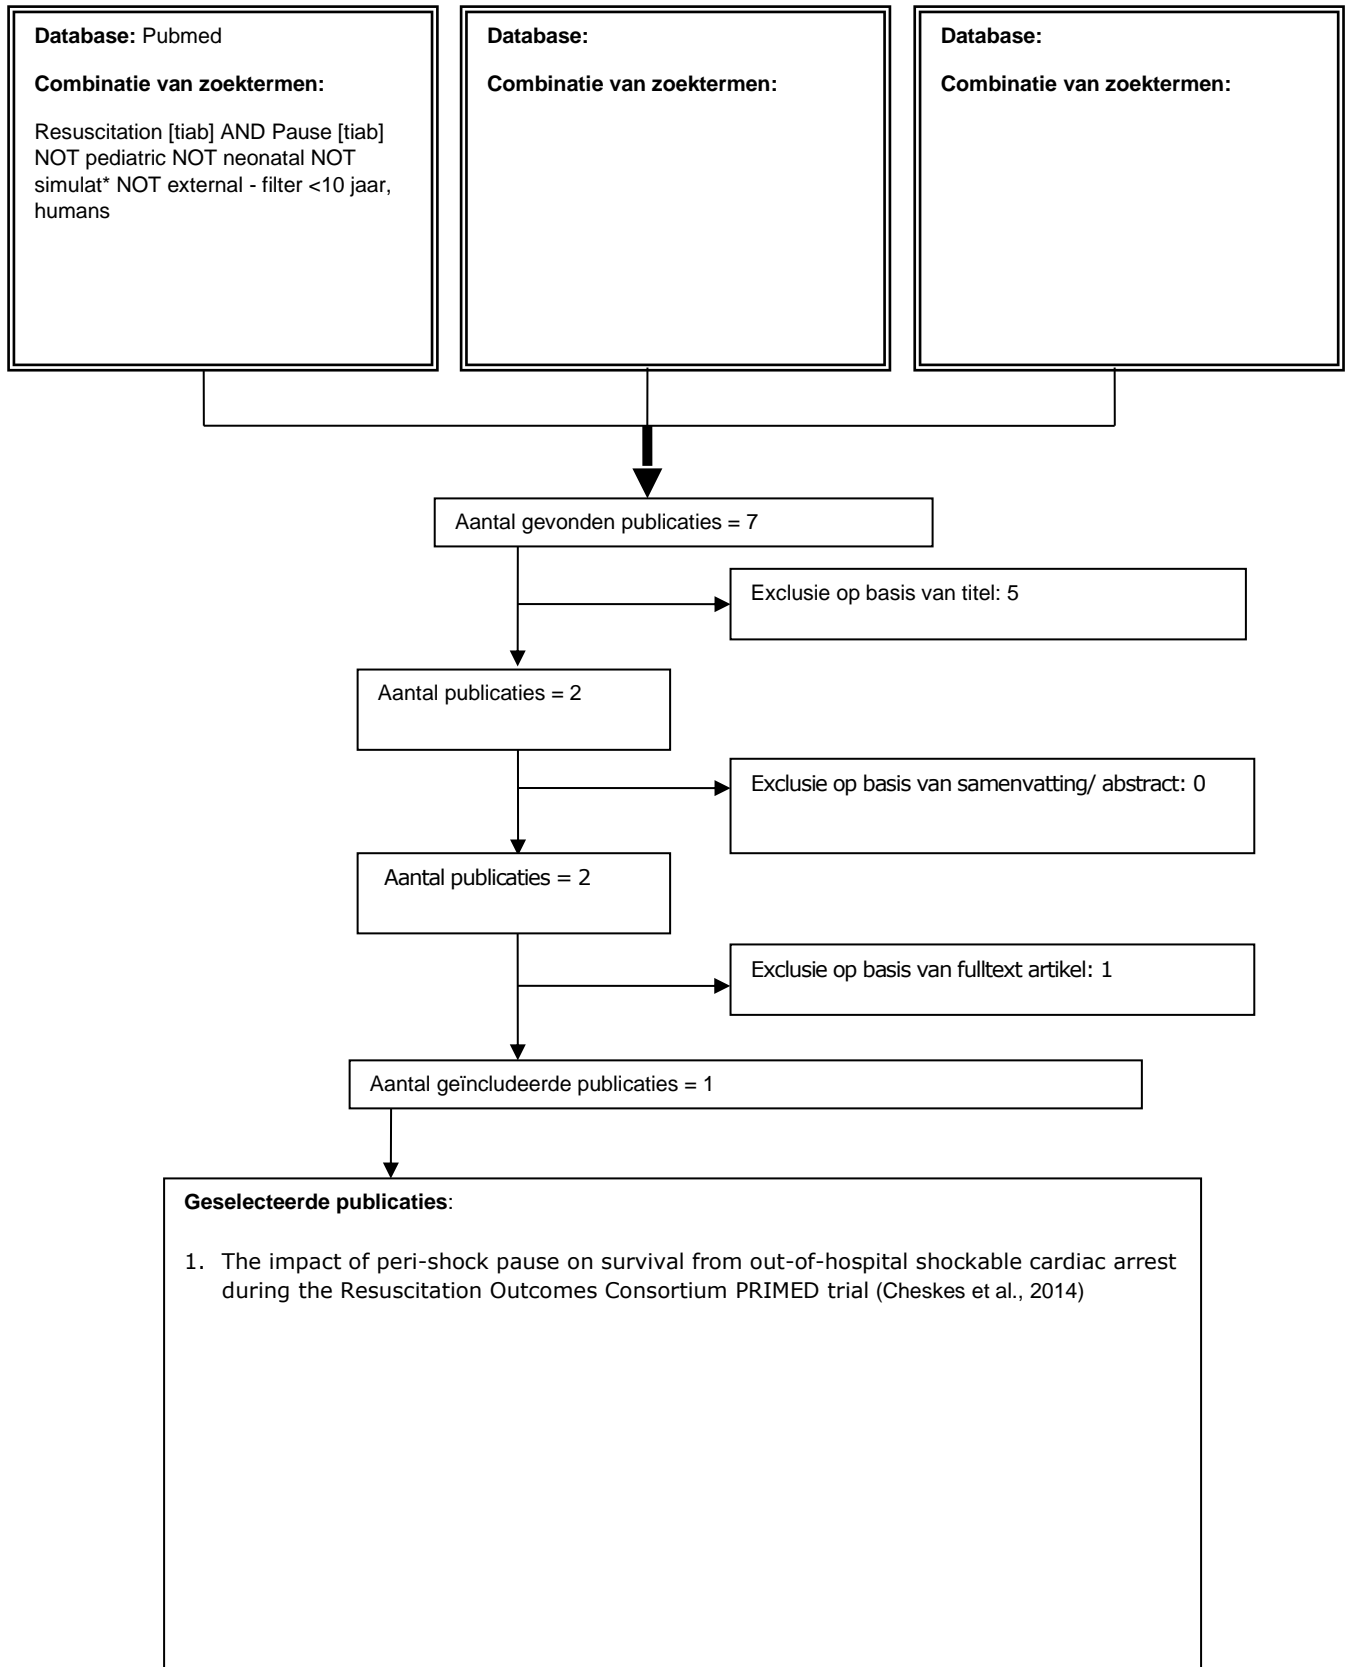 Database: Pubmed
Combinatie van zoektermen:
Resuscitation [tiab] AND Pause [tiab]
NOT pediatric NOT neonatal NOT
simulat* NOT external - filter <10 jaar,
humans
Database:
Combinatie van zoektermen:
Database:
Combinatie van zoektermen:
Aantal gevonden publicaties = 7
Exclusie op basis van titel: 5
Aantal publicaties = 2
Exclusie op basis van samenvatting/ abstract: 0
Aantal publicaties = 2
Exclusie op basis van fulltext artikel: 1
Aantal geïncludeerde publicaties = 1
Geselecteerde publicaties:
1. The impact of peri-shock pause on survival from out-of-hospital shockable cardiac arrest
during the Resuscitation Outcomes Consortium PRIMED trial (Cheskes et al., 2014)